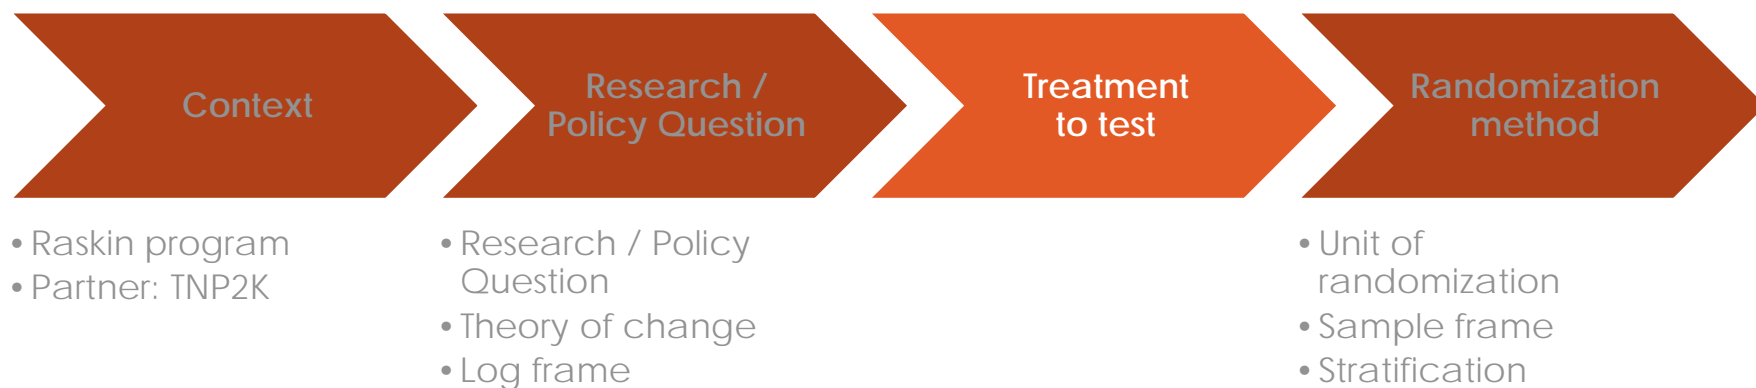 Context
Research /
Policy Question
Treatment
to test
Randomization
method
• Raskin program
• Partner: TNP2K
• Research / Policy
Question
• Theory of change
• Log frame
• Unit of
randomization
• Sample frame
• Stratification